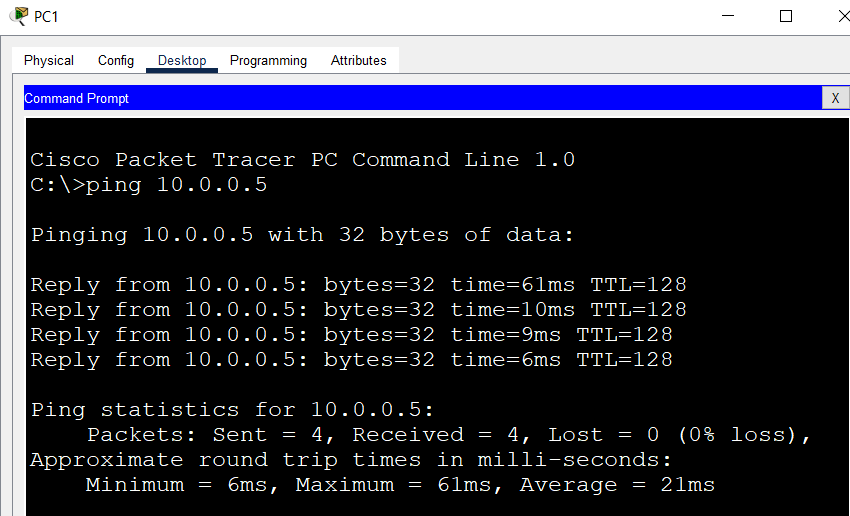 PC1
Physical Config Desktop Programming Attributes
Command Prompt X
Cisco Packet Tracer PC Command Line 1.0
C:\>ping 10.0.0.5
Pinging 10.0.0.5 with 32 bytes of data:
Reply from 10.0.0.5: bytes=32 time=61ms TTL=128
Reply from 10.0.0.5: bytes=32 time=10ms TTL=128
Reply from 10.0.0.5: bytes=32 time=9ms TTL=128
Reply from 10.0.0.5: bytes=32 time=6ms TTL=128
Ping statistics for 10.0.0.5:
Packets: Sent = 4, Received = 4, Lost = 0 (0% loss),
Approximate round trip times in milli-seconds:
Minimum = 6ms, Maximum = 61ms, Average = 21ms